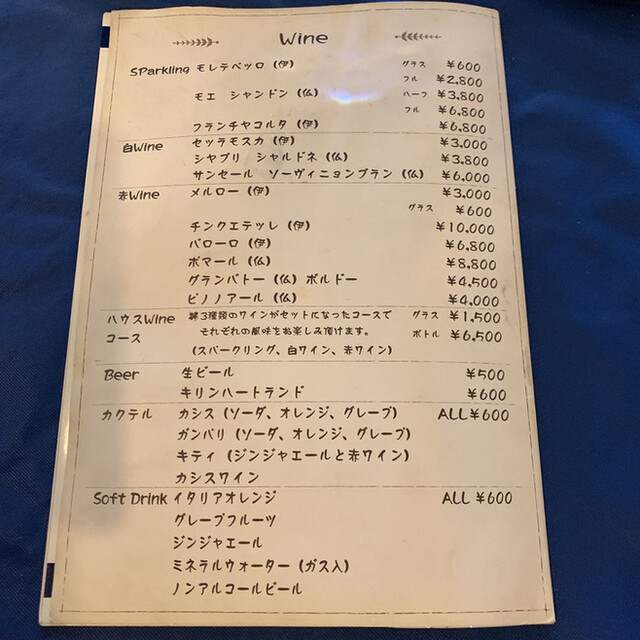 Wine
SParkling モレテベッロ (伊) グラス ¥600
フル ¥2,800
モエ シャンドン (仏) ハーフ ¥3,800
フル ¥6,800
フランチャコルタ (伊) ¥6,800
白Wine セッラモスカ (伊) ¥3,000
シャブリ シャルドネ (仏) ¥3,800
サンセール ソーヴィニョンブラン (仏) ¥6,000
赤Wine メルロー (伊) ¥3,000
グラス ¥600
チンクエテッレ (伊) ¥10,000
バローロ (伊) ¥6,800
ポマール (仏) ¥8,800
グランバトー (仏) ボルドー ¥4,500
ピノノアール (仏) ¥4,000
ハウスWine 3種類のワインがセットになったコースで グラス ¥1,500
コース それぞれの風味をお楽しみ頂けます。 ボトル ¥6,500
(スパークリング、白ワイン、赤ワイン)
Beer 生ビール ¥500
キリンハートランド ¥600
カクテル カシス (ソーダ、オレンジ、グレープ) ALL¥600
ガンバリ (ソーダ、オレンジ、グレープ)
キティ (ジンジャエールと赤ワイン)
カシスワイン
Soft Drink イタリアオレンジ ALL ¥600
グレープフルーツ
ジンジャエール
ミネラルウォーター (ガス入)
ノンアルコールビール